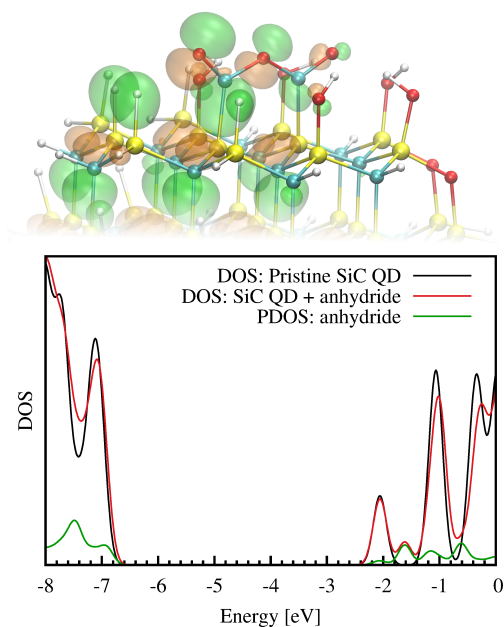 DOS: Pristine SiC QD
DOS: SiC QD + anhydride
PDOS: anhydride
DOS
-8 -7 -6 -5 -4 -3 -2 -1 0
Energy [eV]